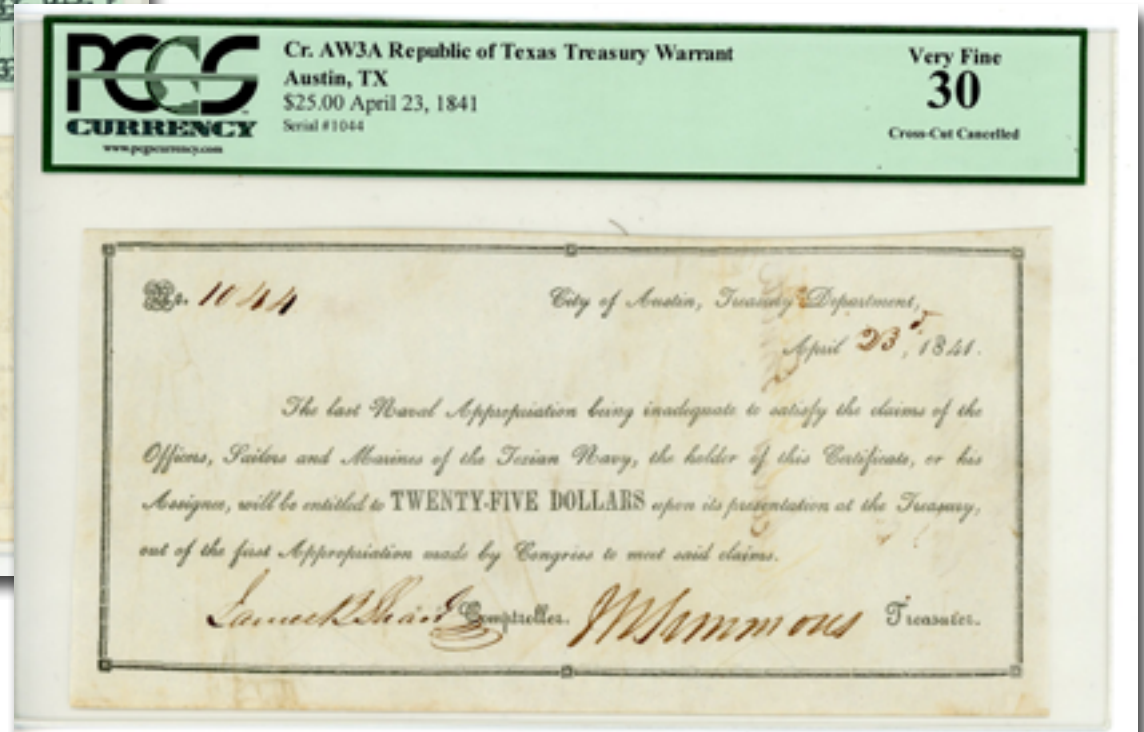 PCGS
CURRENCY
www.pcgscurrency.com
Cr. AW3A Republic of Texas Treasury Warrant
Austin, TX
$25.00 April 23, 1841
Serial #1044
Very Fine
30
Cross-Cut Cancelled
No. 1044
City of Austin, Treasury Department,
April 23, 1841.
The last Naval Appropriation being inadequate to satisfy the claims of the
Officers, Sailors and Marines of the Texian Navy, the holder of this Certificate, or his
Assignee, will be entitled to TWENTY-FIVE DOLLARS upon its presentation at the Treasury,
out of the first Appropriation made by Congress to meet said claims.
James B Shaw Comptroller. Simmons Treasurer.